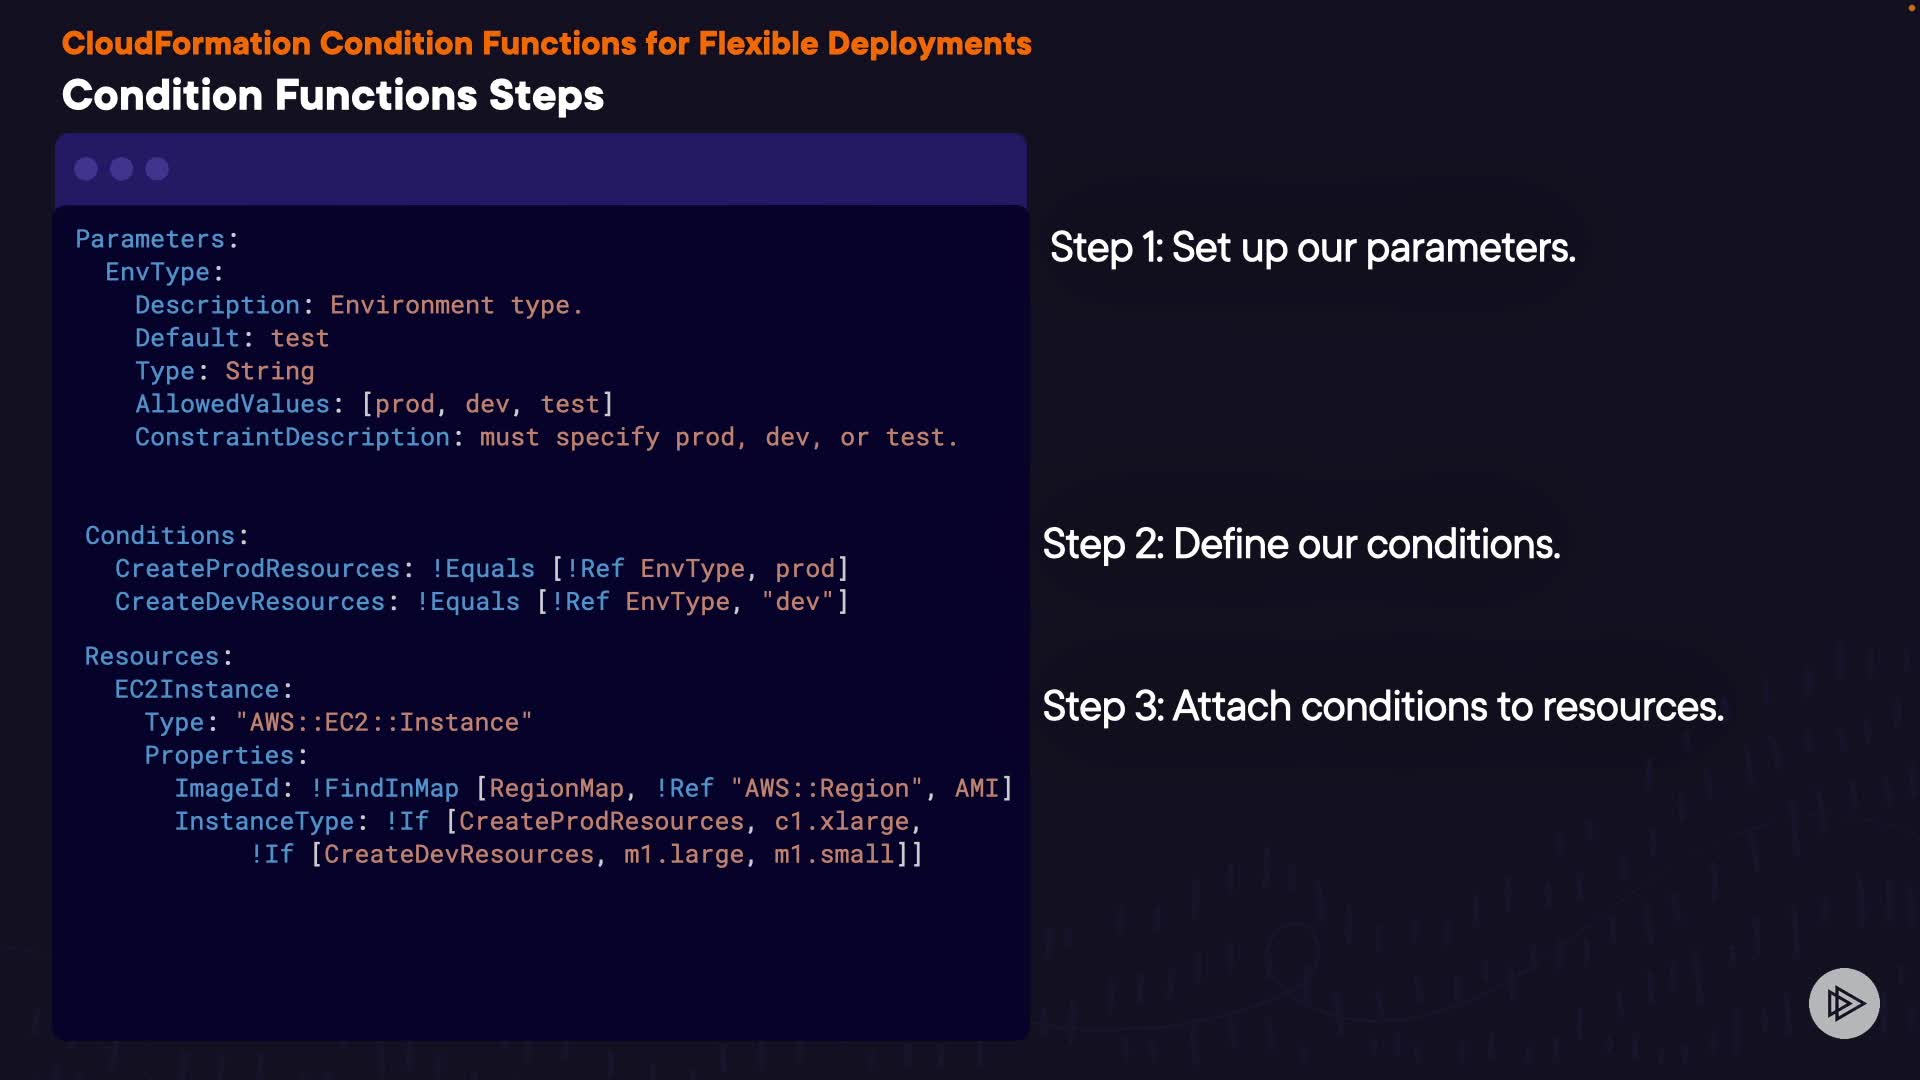 CloudFormation Condition Functions for Flexible Deployments
Condition Functions Steps
Parameters:
  EnvType:
    Description: Environment type.
    Default: test
    Type: String
    AllowedValues: [prod, dev, test]
    ConstraintDescription: must specify prod, dev, or test.
Step 1: Set up our parameters.
Conditions:
  CreateProdResources: !Equals [!Ref EnvType, prod]
  CreateDevResources: !Equals [!Ref EnvType, "dev"]
Step 2: Define our conditions.
Resources:
  EC2Instance:
    Type: "AWS::EC2::Instance"
    Properties:
      ImageId: !FindInMap [RegionMap, !Ref "AWS::Region", AMI]
      InstanceType: !If [CreateProdResources, c1.xlarge,
           !If [CreateDevResources, m1.large, m1.small]]
Step 3: Attach conditions to resources.